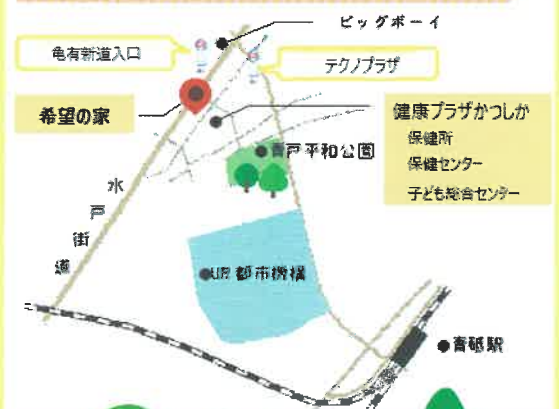 ビッグボーイ
亀有新道入口
テクノプラザ
希望の家
健康プラザかつしか
保健所
保健センター
子ども総合センター
青戸平和公園
水戸街道
UR都市機構
青砥駅